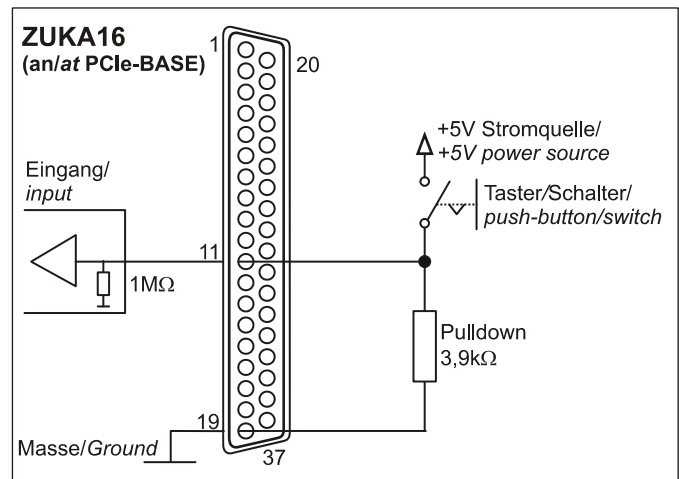 ZUKA16
(an/at PCIe-BASE)
1
20
+5V Stromquelle/
+5V power source
Eingang/
input
Taster/Schalter/
push-button/switch
11
1MΩ
Pulldown
3,9kΩ
19
Masse/Ground
37